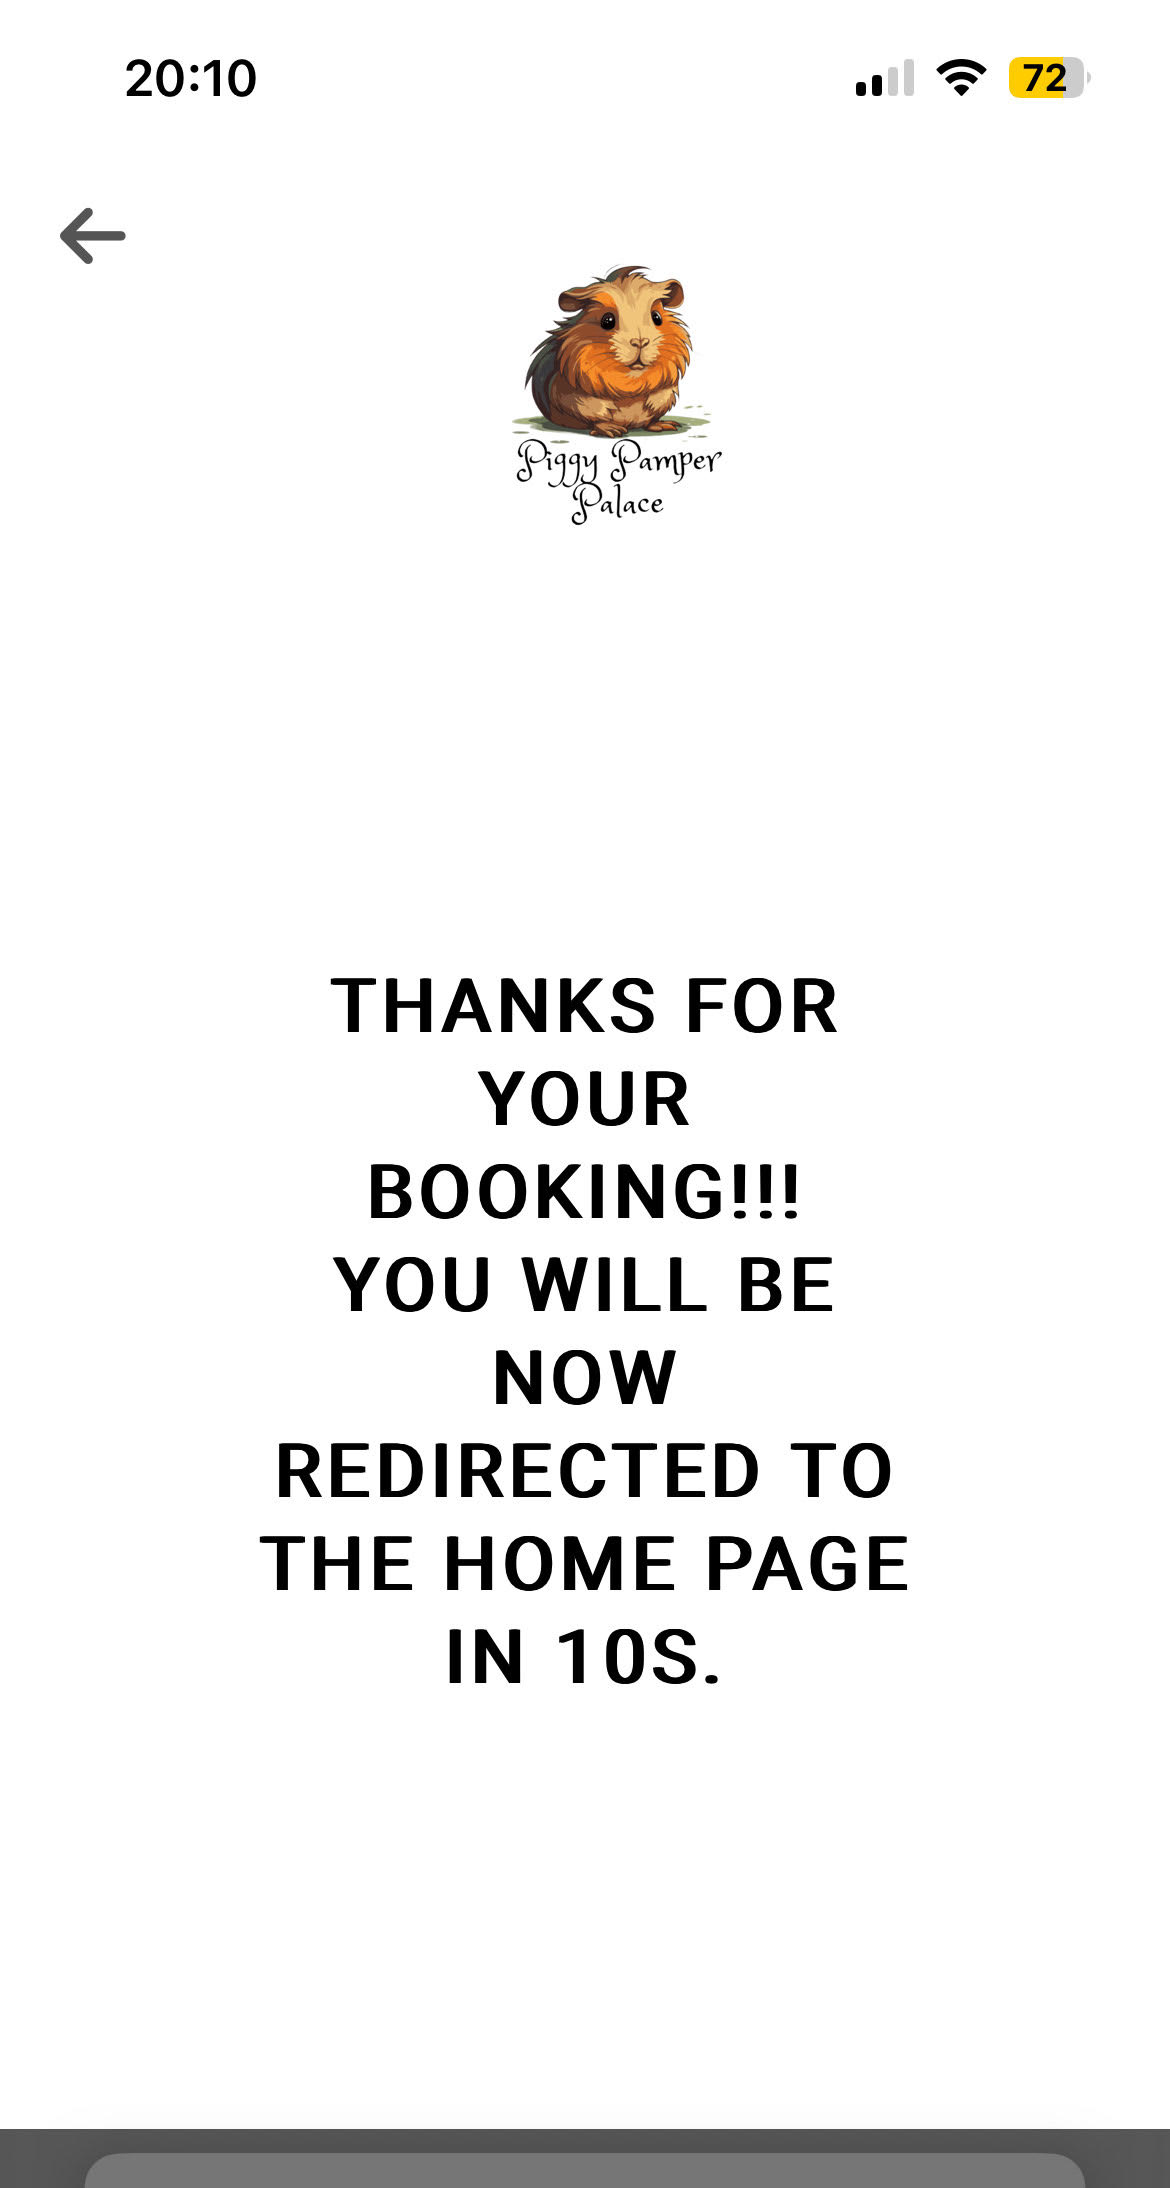 20:10
72
Piggy Pamper
Palace
THANKS FOR
YOUR
BOOKING!!!
YOU WILL BE
NOW
REDIRECTED TO
THE HOME PAGE
IN 10S.